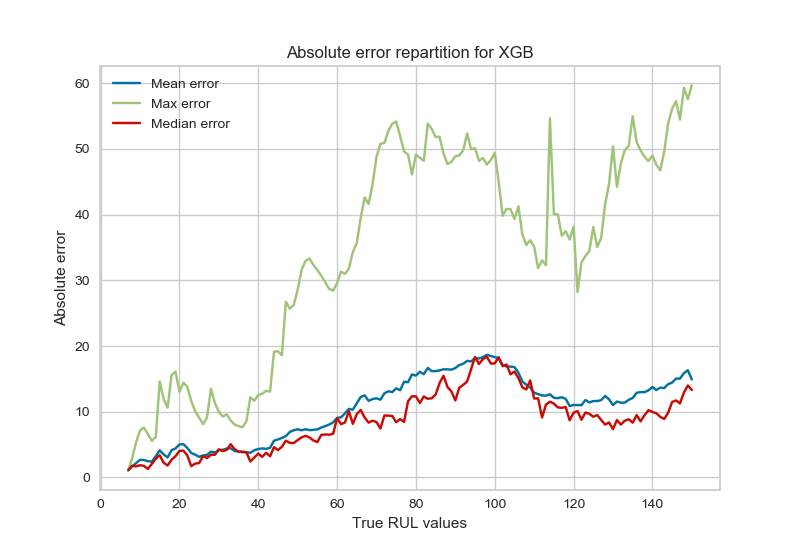 Absolute error repartition for XGB
Mean error
Max error
Median error
60
50
40
30
20
10
0
Absolute error
0 20 40 60 80 100 120 140
True RUL values